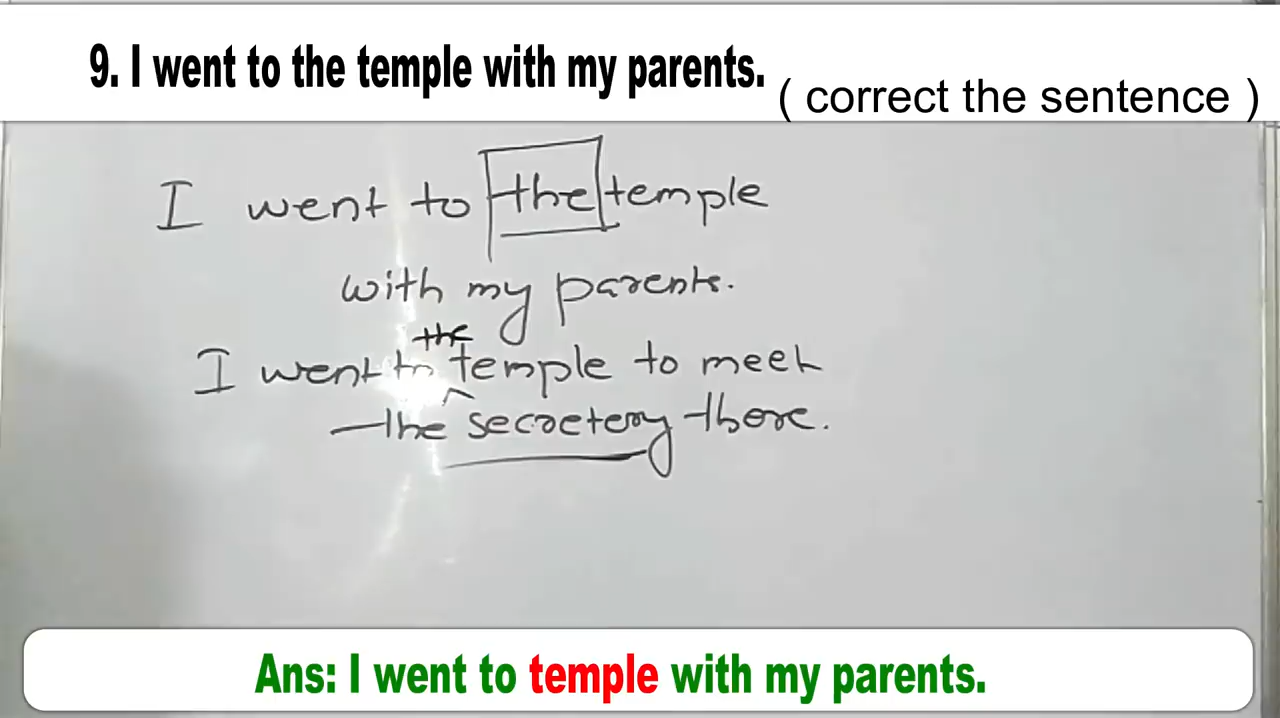 9. I went to the temple with my parents.
( correct the sentence )
I went to the temple
with my parents.
the
I went to temple to meet
the secretery there.
Ans: I went to temple with my parents.